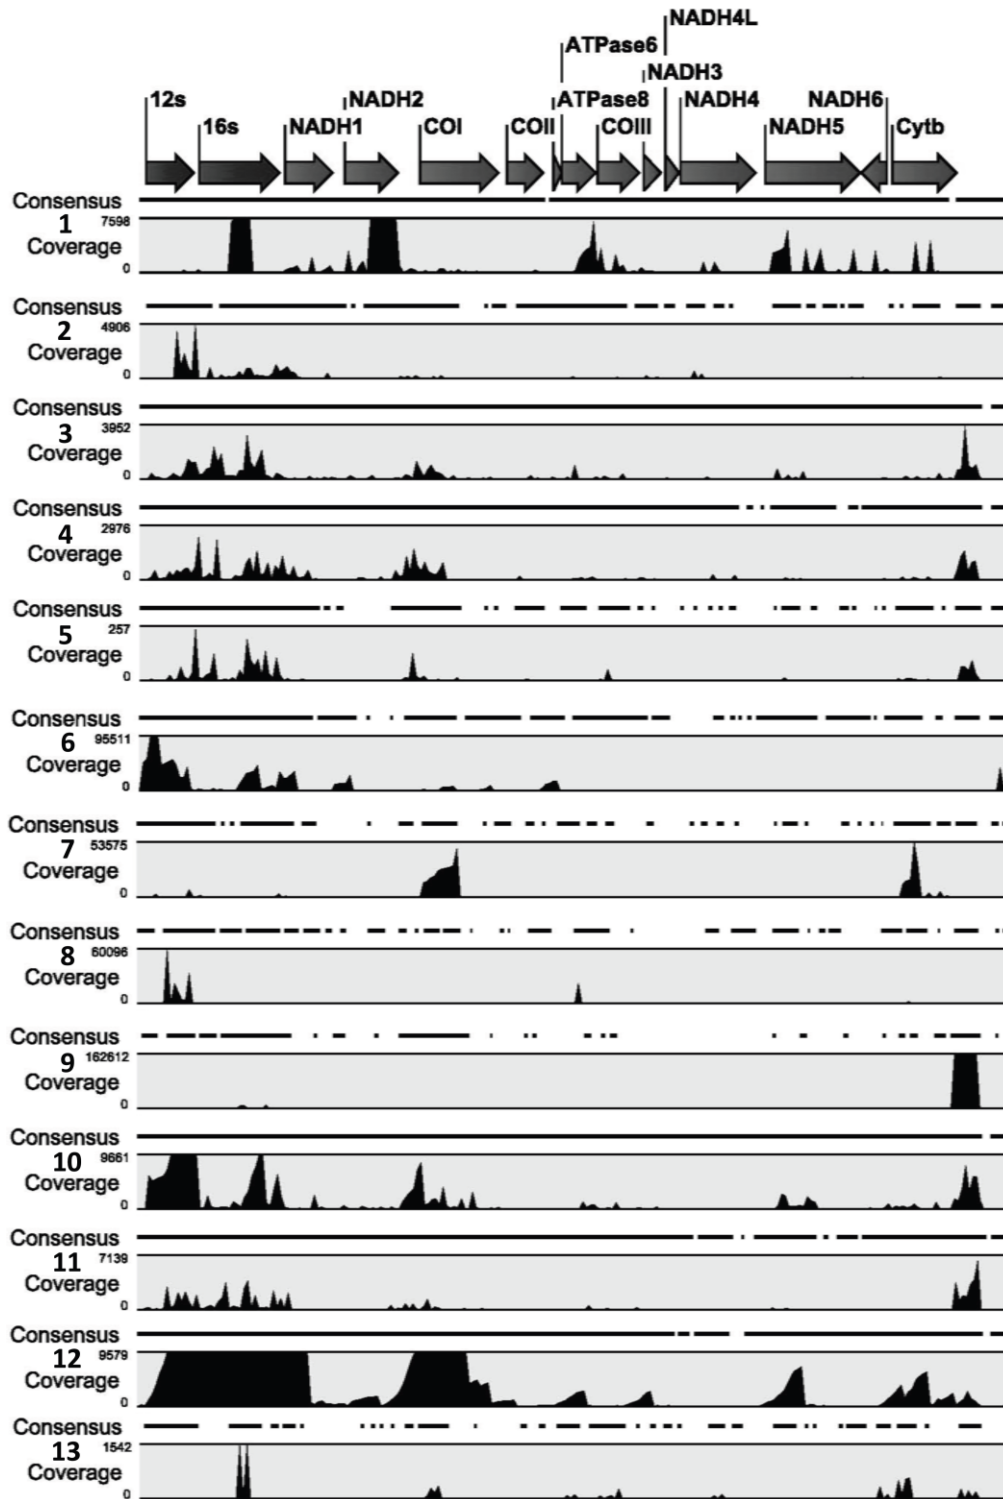 NADH4L
ATPase6
NADH3
12s NADH2 ATPase8 NADH4 NADH6
16s NADH1 COI COII COIII NADH5 Cytb
Consensus
1 7598
Coverage
0
Consensus
2 4906
Coverage
0
Consensus
3 3952
Coverage
0
Consensus
4 2976
Coverage
0
Consensus
5 257
Coverage
0
Consensus
6 95511
Coverage
0
Consensus
7 53575
Coverage
0
Consensus
8 60096
Coverage
0
Consensus
9 162612
Coverage
0
Consensus
10 9661
Coverage
0
Consensus
11 7139
Coverage
0
Consensus
12 9579
Coverage
0
Consensus
13 1542
Coverage
0